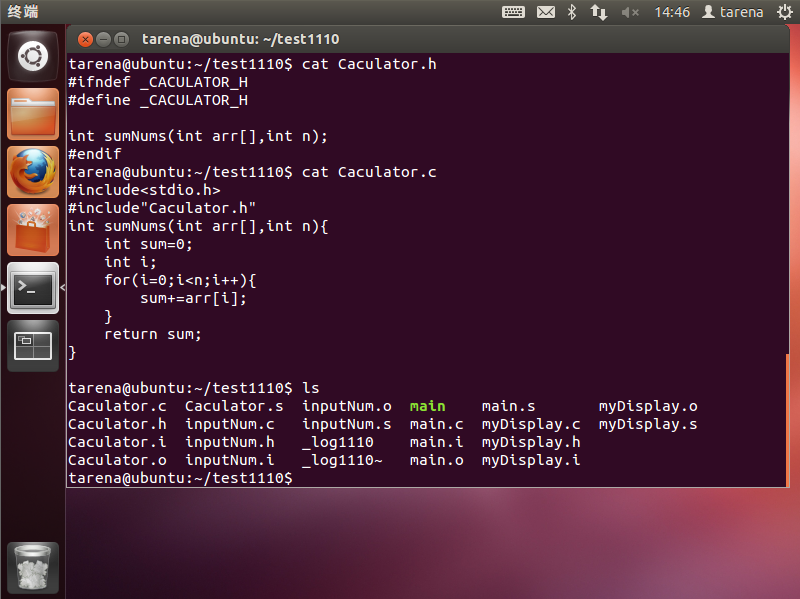 终端
14:46 tarena
tarena@ubuntu: ~/test1110
tarena@ubuntu:~/test1110$ cat Caculator.h
#ifndef _CACULATOR_H
#define _CACULATOR_H
int sumNums(int arr[],int n);
#endif
tarena@ubuntu:~/test1110$ cat Caculator.c
#include<stdio.h>
#include"Caculator.h"
int sumNums(int arr[],int n){
    int sum=0;
    int i;
    for(i=0;i<n;i++){
        sum+=arr[i];
    }
    return sum;
}
tarena@ubuntu:~/test1110$ ls
Caculator.c  Caculator.s  inputNum.o  main    main.s       myDisplay.o
Caculator.h  inputNum.c   inputNum.s  main.c  myDisplay.c  myDisplay.s
Caculator.i  inputNum.h   _log1110    main.i  myDisplay.h
Caculator.o  inputNum.i   _log1110~   main.o  myDisplay.i
tarena@ubuntu:~/test1110$